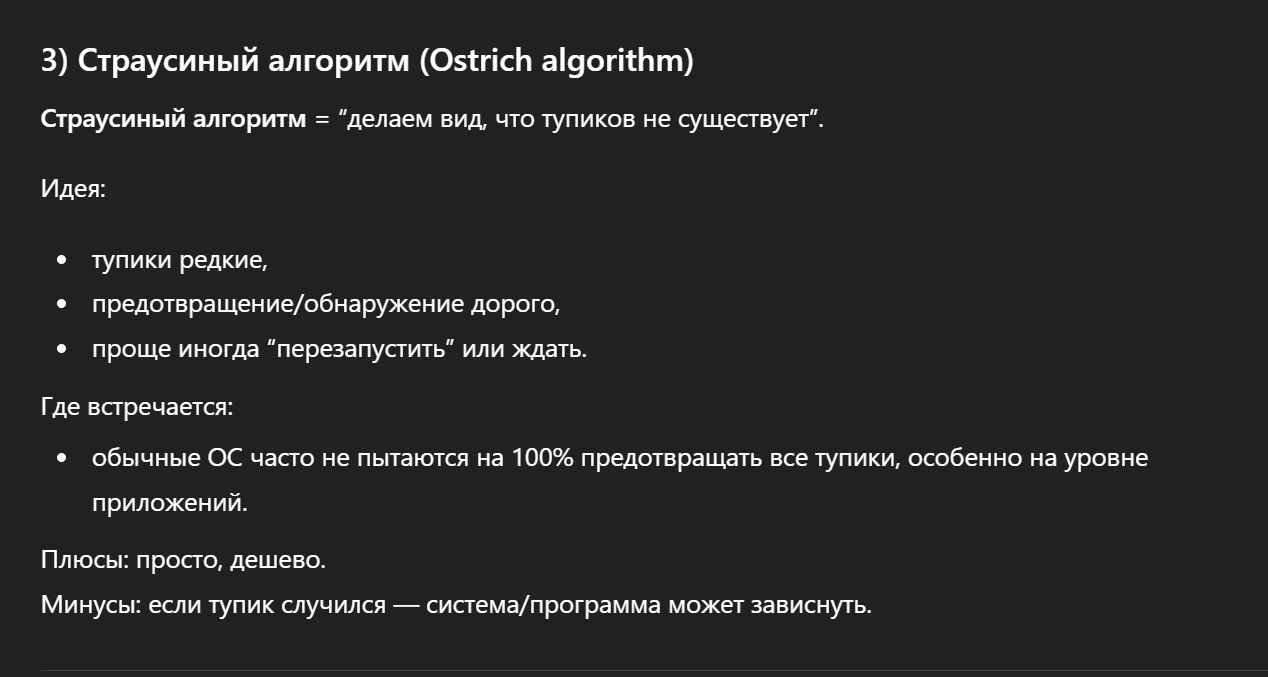 3) Страусиный алгоритм (Ostrich algorithm)
Страусиный алгоритм = “делаем вид, что тупиков не существует”.
Идея:
• тупики редкие,
• предотвращение/обнаружение дорого,
• проще иногда “перезапустить” или ждать.
Где встречается:
• обычные ОС часто не пытаются на 100% предотвращать все тупики, особенно на уровне
приложений.
Плюсы: просто, дешево.
Минусы: если тупик случился — система/программа может зависнуть.